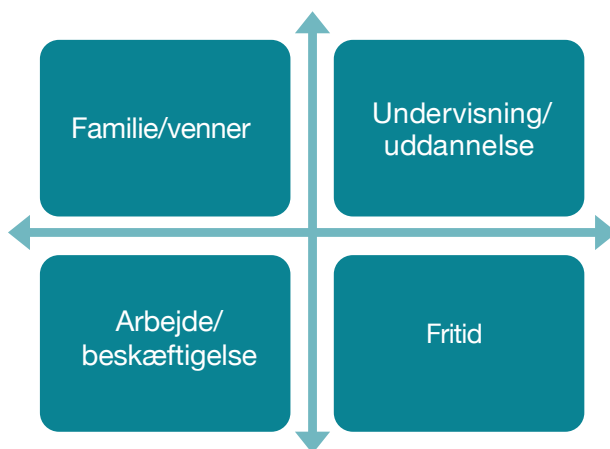 Familie/venner
Undervisning/
uddannelse
Arbejde/
beskæftigelse
Fritid